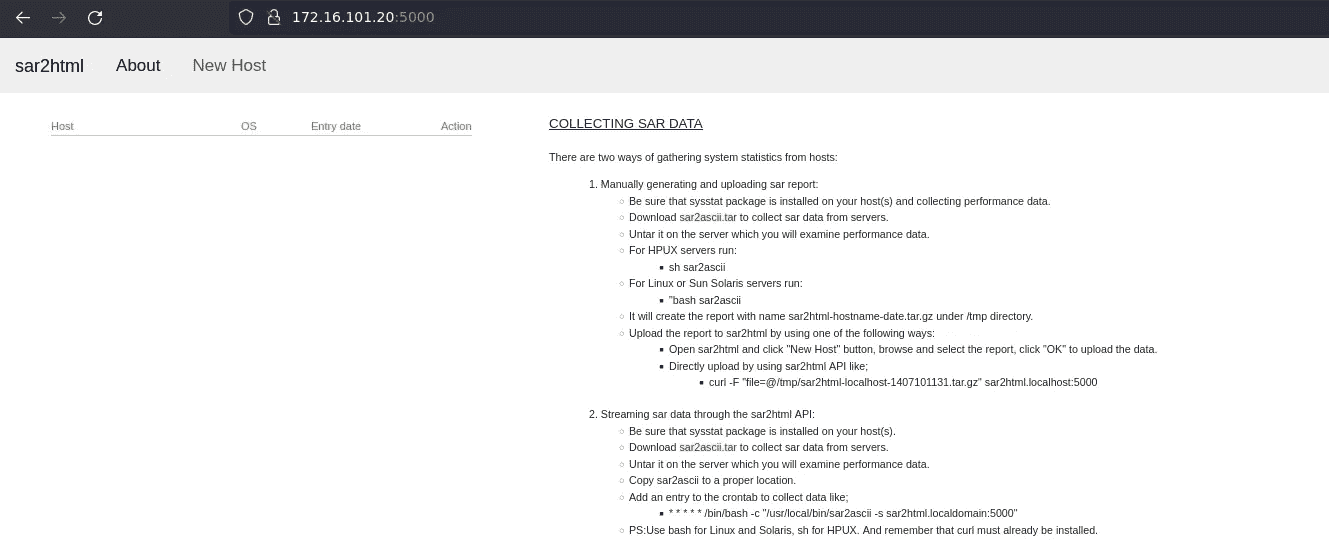 172.16.101.20:5000
sar2html About New Host
Host OS Entry date Action
COLLECTING SAR DATA
There are two ways of gathering system statistics from hosts:
1. Manually generating and uploading sar report:
○ Be sure that sysstat package is installed on your host(s) and collecting performance data.
○ Download sar2ascii.tar to collect sar data from servers.
○ Untar it on the server which you will examine performance data.
○ For HPUX servers run:
▪ sh sar2ascii
○ For Linux or Sun Solaris servers run:
▪ "bash sar2ascii
○ It will create the report with name sar2html-hostname-date.tar.gz under /tmp directory.
○ Upload the report to sar2html by using one of the following ways:
▪ Open sar2html and click "New Host" button, browse and select the report, click "OK" to upload the data.
▪ Directly upload by using sar2html API like;
▪ curl -F "file=@/tmp/sar2html-localhost-1407101131.tar.gz" sar2html.localhost:5000
2. Streaming sar data through the sar2html API:
○ Be sure that sysstat package is installed on your host(s).
○ Download sar2ascii.tar to collect sar data from servers.
○ Untar it on the server which you will examine performance data.
○ Copy sar2ascii to a proper location.
○ Add an entry to the crontab to collect data like;
▪ * * * * * /bin/bash -c "/usr/local/bin/sar2ascii -s sar2html.localdomain:5000"
○ PS:Use bash for Linux and Solaris, sh for HPUX. And remember that curl must already be installed.